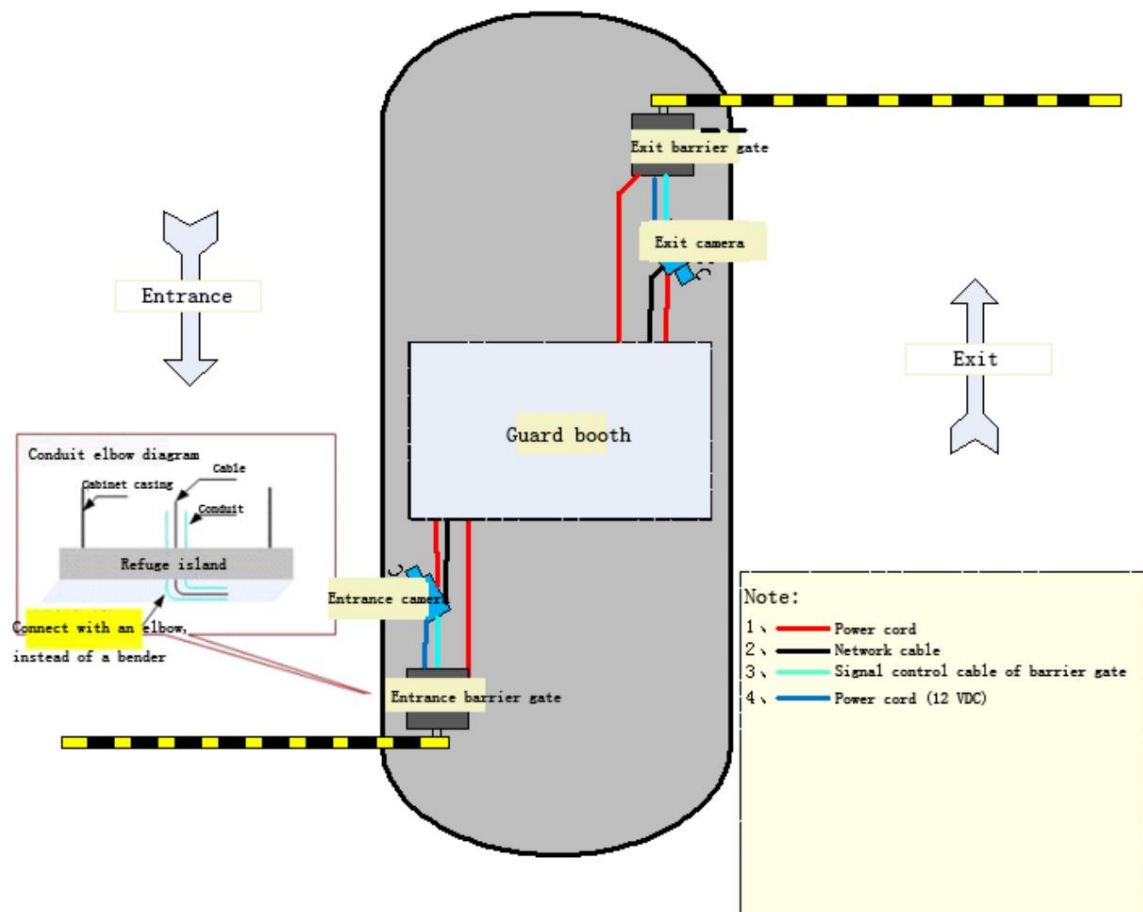 Exit barrier gate
Exit camera
Entrance
Exit
Guard booth
Conduit elbow diagram
Cable
Cabinet casing
Conduit
Refuge island
Connect with an elbow,
instead of a bender
Entrance camera
Entrance barrier gate
Note:
1、 Power cord
2、 Network cable
3、 Signal control cable of barrier gate
4、 Power cord (12 VDC)